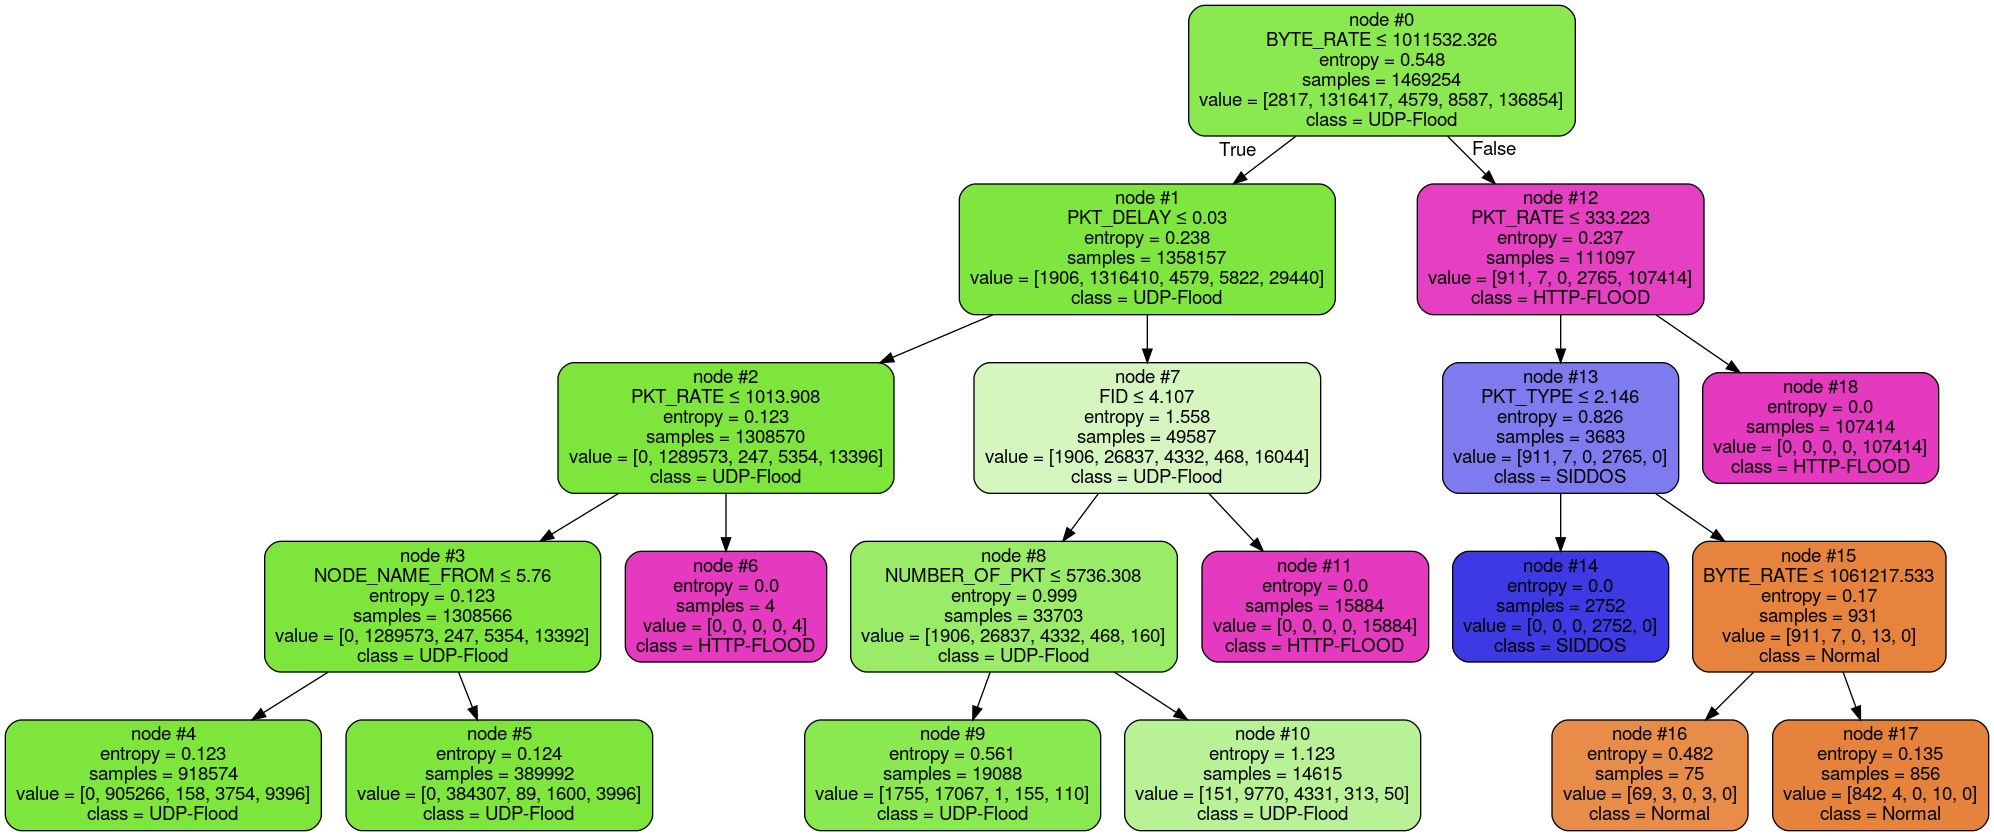 node #0
BYTE_RATE ≤ 1011532.326
entropy = 0.548
samples = 1469254
value = [2817, 1316417, 4579, 8587, 136854]
class = UDP-Flood
True
False
node #1
PKT_DELAY ≤ 0.03
entropy = 0.238
samples = 1358157
value = [1906, 1316410, 4579, 5822, 29440]
class = UDP-Flood
node #12
PKT_RATE ≤ 333.223
entropy = 0.237
samples = 111097
value = [911, 7, 0, 2765, 107414]
class = HTTP-FLOOD
node #2
PKT_RATE ≤ 1013.908
entropy = 0.123
samples = 1308570
value = [0, 1289573, 247, 5354, 13396]
class = UDP-Flood
node #7
FID ≤ 4.107
entropy = 1.558
samples = 49587
value = [1906, 26837, 4332, 468, 16044]
class = UDP-Flood
node #13
PKT_TYPE ≤ 2.146
entropy = 0.826
samples = 3683
value = [911, 7, 0, 2765, 0]
class = SIDDOS
node #18
entropy = 0.0
samples = 107414
value = [0, 0, 0, 0, 107414]
class = HTTP-FLOOD
node #3
NODE_NAME_FROM ≤ 5.76
entropy = 0.123
samples = 1308566
value = [0, 1289573, 247, 5354, 13392]
class = UDP-Flood
node #6
entropy = 0.0
samples = 4
value = [0, 0, 0, 0, 4]
class = HTTP-FLOOD
node #8
NUMBER_OF_PKT ≤ 5736.308
entropy = 0.999
samples = 33703
value = [1906, 26837, 4332, 468, 160]
class = UDP-Flood
node #11
entropy = 0.0
samples = 15884
value = [0, 0, 0, 0, 15884]
class = HTTP-FLOOD
node #14
entropy = 0.0
samples = 2752
value = [0, 0, 0, 2752, 0]
class = SIDDOS
node #15
BYTE_RATE ≤ 1061217.533
entropy = 0.17
samples = 931
value = [911, 7, 0, 13, 0]
class = Normal
node #4
entropy = 0.123
samples = 918574
value = [0, 905266, 158, 3754, 9396]
class = UDP-Flood
node #5
entropy = 0.124
samples = 389992
value = [0, 384307, 89, 1600, 3996]
class = UDP-Flood
node #9
entropy = 0.561
samples = 19088
value = [1755, 17067, 1, 155, 110]
class = UDP-Flood
node #10
entropy = 1.123
samples = 14615
value = [151, 9770, 4331, 313, 50]
class = UDP-Flood
node #16
entropy = 0.482
samples = 75
value = [69, 3, 0, 3, 0]
class = Normal
node #17
entropy = 0.135
samples = 856
value = [842, 4, 0, 10, 0]
class = Normal